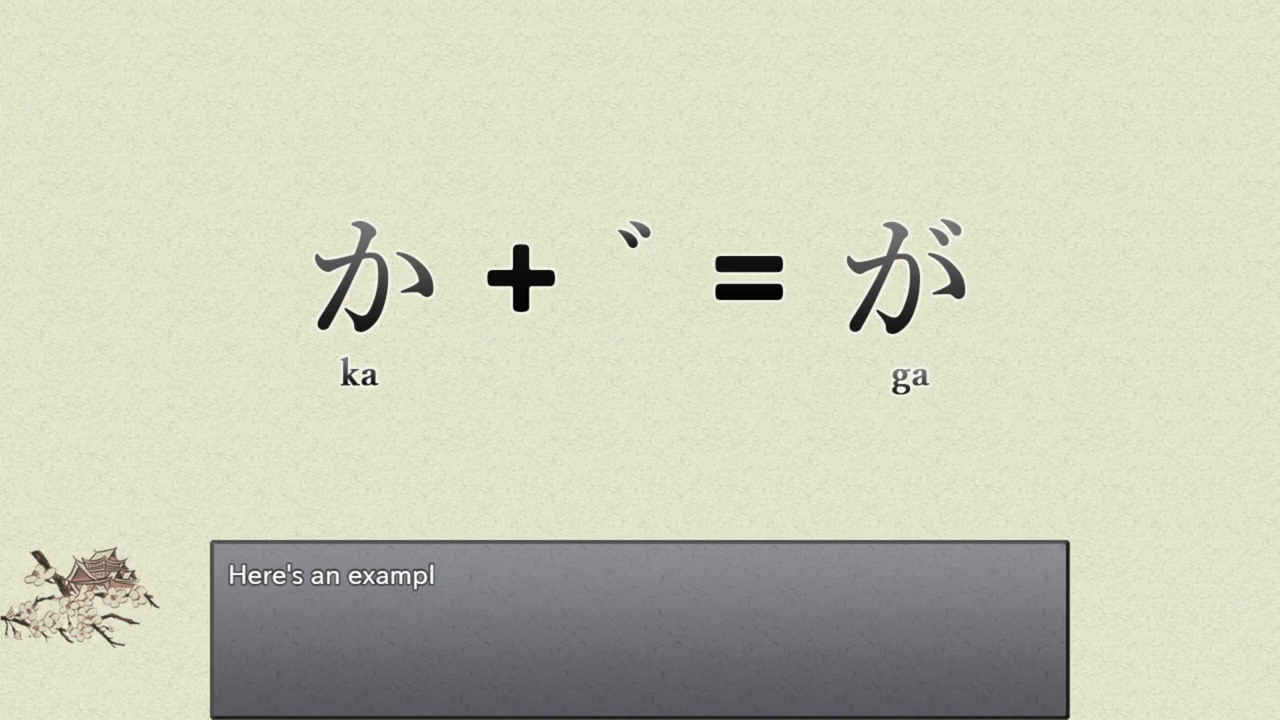 か + ゛ = が
ka ga
Here's an exampl